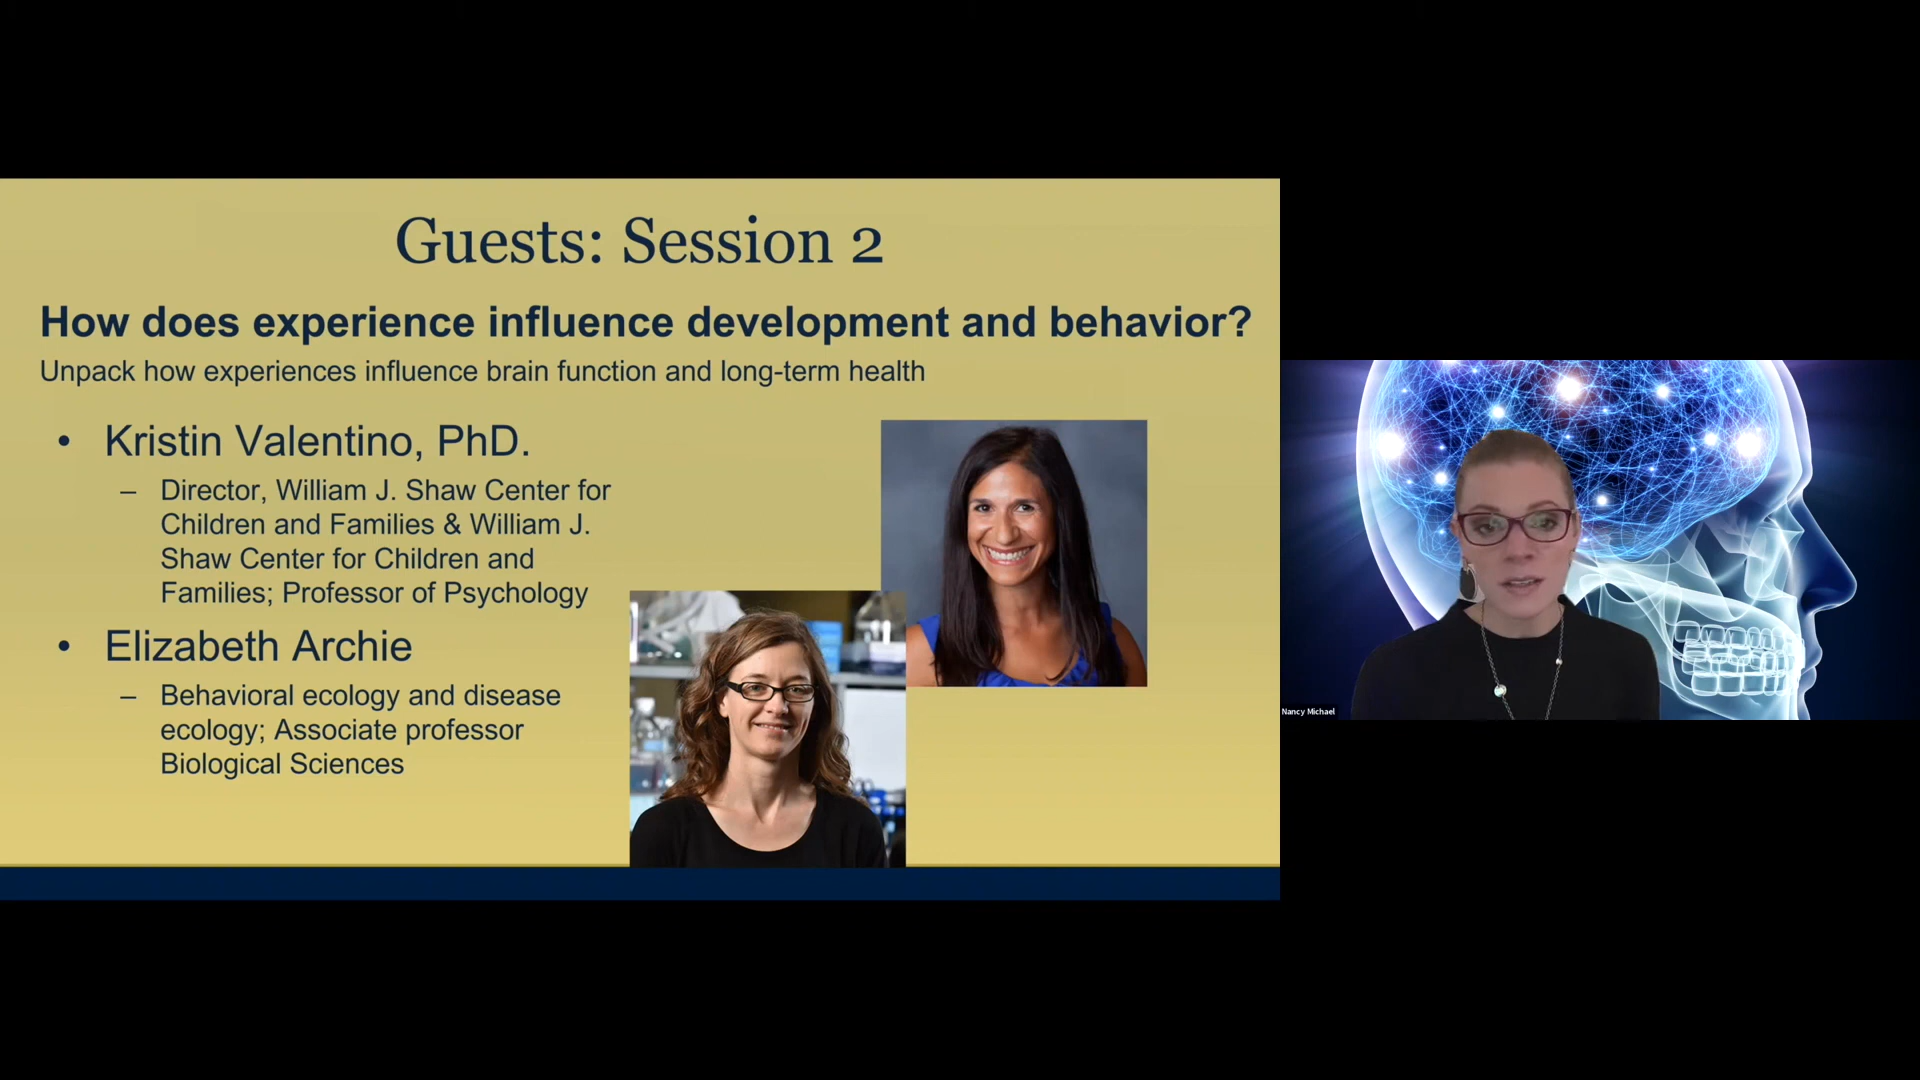 Guests: Session 2
How does experience influence development and behavior?
Unpack how experiences influence brain function and long-term health
• Kristin Valentino, PhD.
– Director, William J. Shaw Center for
Children and Families & William J.
Shaw Center for Children and
Families; Professor of Psychology
• Elizabeth Archie
– Behavioral ecology and disease
ecology; Associate professor
Biological Sciences
Nancy Michael